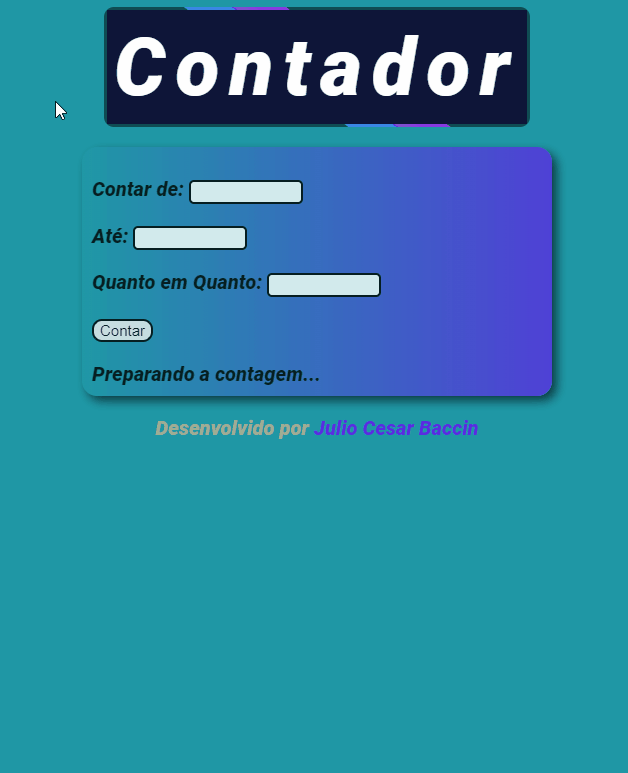 Contador
Contar de:
Até:
Quanto em Quanto:
Contar
Preparando a contagem...
Desenvolvido por Julio Cesar Baccin